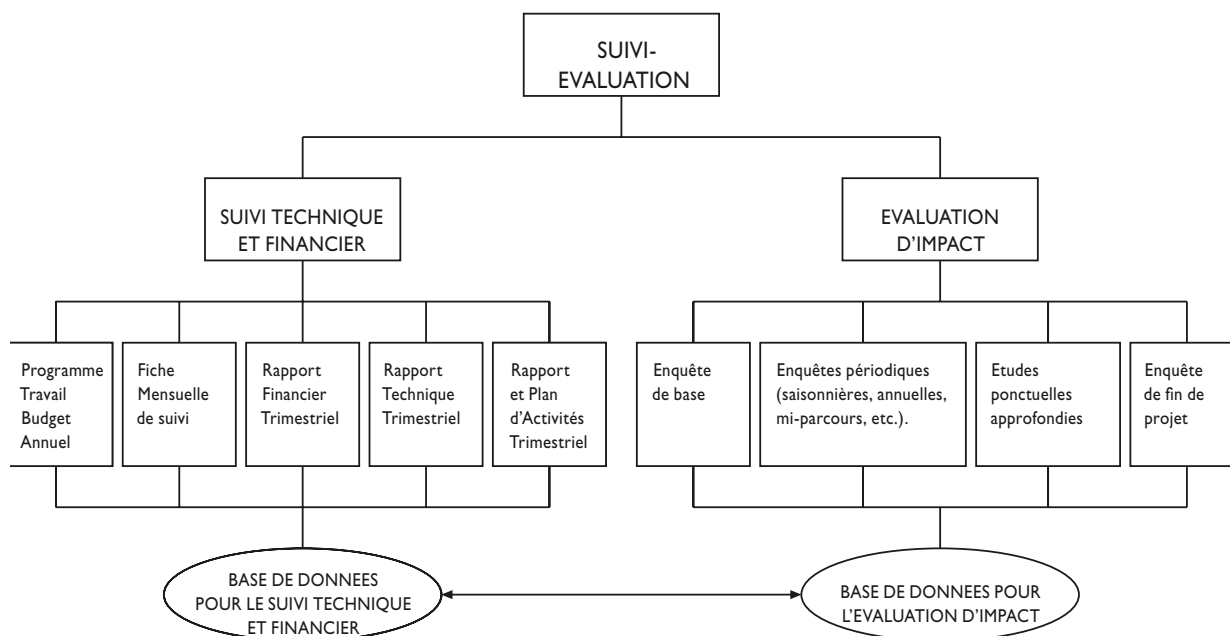 SUIVI-
EVALUATION
SUIVI TECHNIQUE
ET FINANCIER
EVALUATION
D'IMPACT
Programme
Travail
Budget
Annuel
Fiche
Mensuelle
de suivi
Rapport
Financier
Trimestriel
Rapport
Technique
Trimestriel
Rapport
et Plan
d'Activités
Trimestriel
Enquête
de base
Enquêtes périodiques
(saisonnières, annuelles,
mi-parcours, etc.).
Etudes
ponctuelles
approfondies
Enquête
de fin de
projet
BASE DE DONNEES
POUR LE SUIVI TECHNIQUE
ET FINANCIER
BASE DE DONNEES POUR
L'EVALUATION D'IMPACT